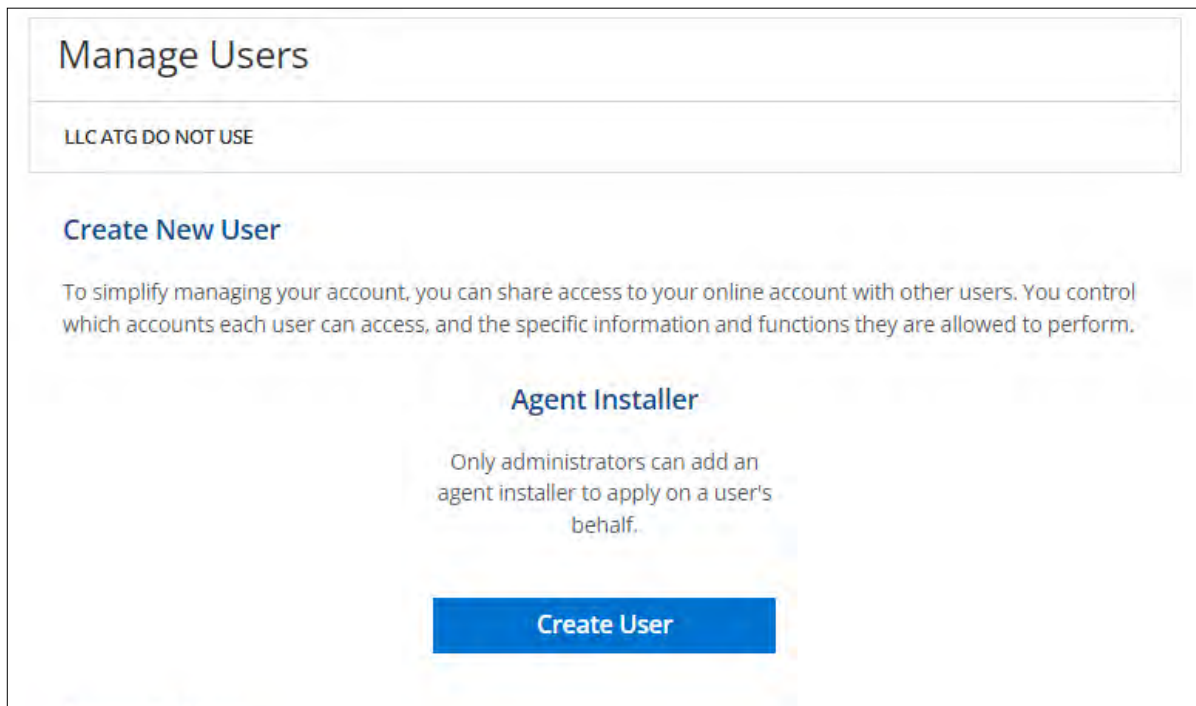 Manage Users
LLC ATG DO NOT USE
Create New User
To simplify managing your account, you can share access to your online account with other users. You control
which accounts each user can access, and the specific information and functions they are allowed to perform.
Agent Installer
Only administrators can add an
agent installer to apply on a user's
behalf.
Create User